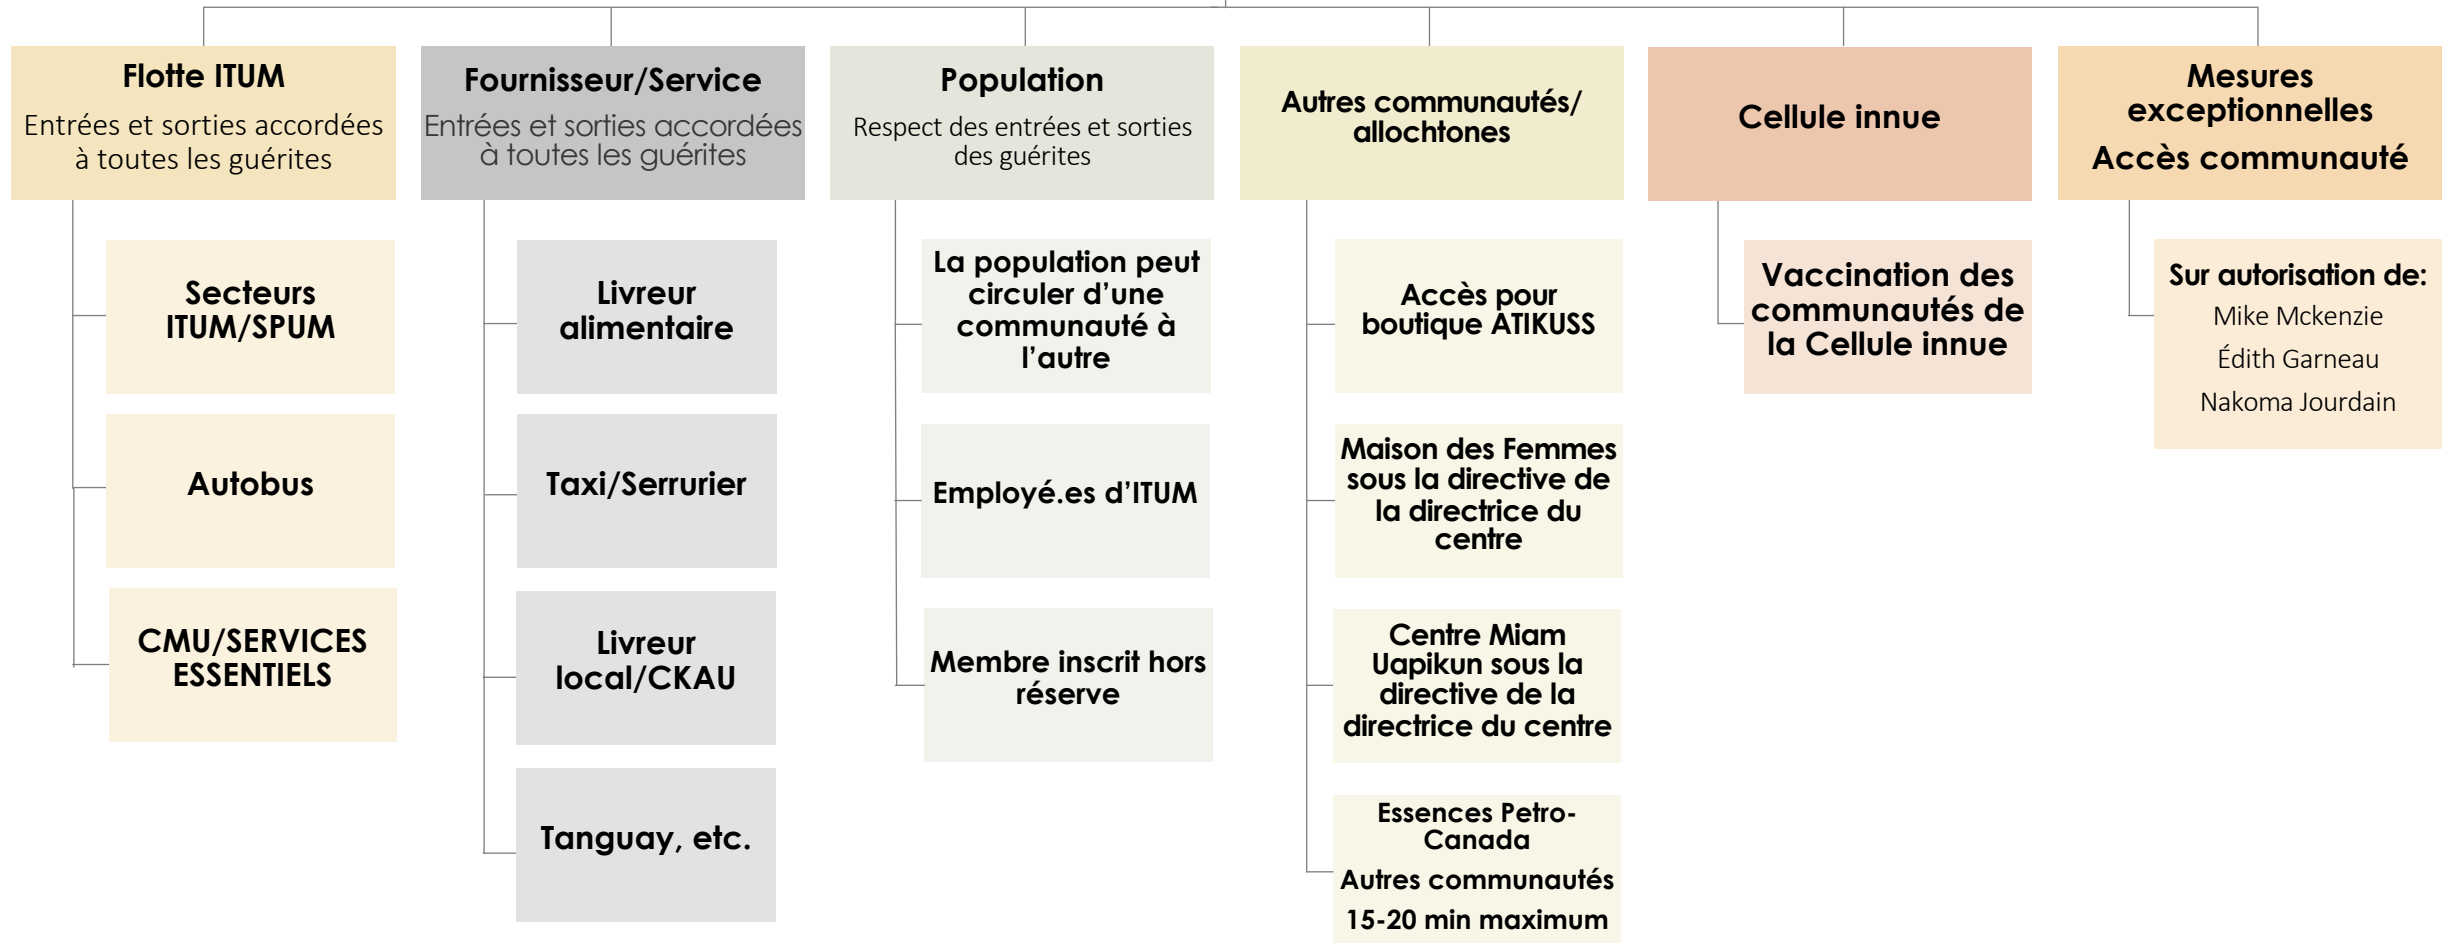 Flotte ITUM
Entrées et sorties accordées
à toutes les guérites
Secteurs
ITUM/SPUM
Autobus
CMU/SERVICES
ESSENTIELS
Fournisseur/Service
Entrées et sorties accordées
à toutes les guérites
Livreur
alimentaire
Taxi/Serrurier
Livreur
local/CKAU
Tanguay, etc.
Population
Respect des entrées et sorties
des guérites
La population peut
circuler d’une
communauté à
l’autre
Employé.es d’ITUM
Membre inscrit hors
réserve
Autres communautés/
allochtones
Accès pour
boutique ATIKUSS
Maison des Femmes
sous la directive de
la directrice du
centre
Centre Miam
Uapikun sous la
directive de la
directrice du centre
Essences Petro-
Canada
Autres communautés
15-20 min maximum
Cellule innue
Vaccination des
communautés de
la Cellule innue
Mesures
exceptionnelles
Accès communauté
Sur autorisation de:
Mike Mckenzie
Édith Garneau
Nakoma Jourdain